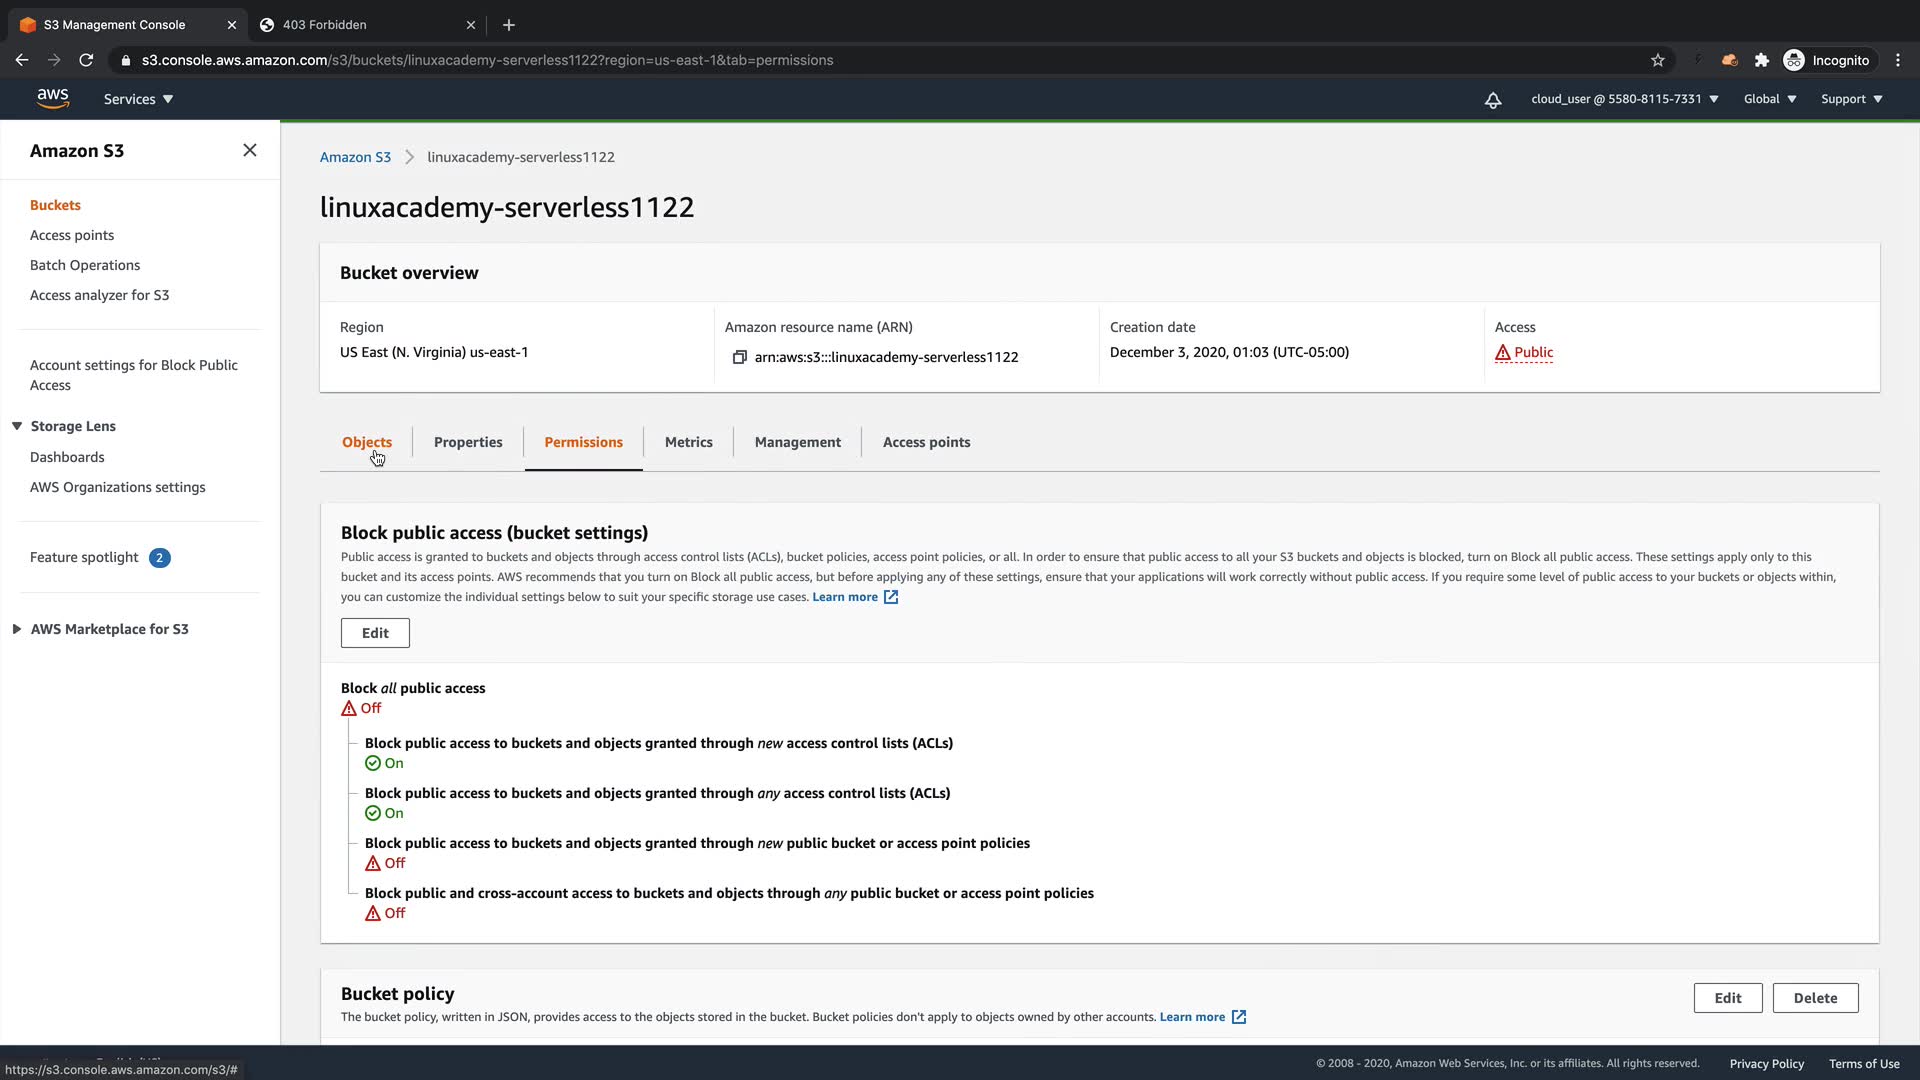 S3 Management Console
403 Forbidden
s3.console.aws.amazon.com/s3/buckets/linuxacademy-serverless1122?region=us-east-1&tab=permissions
Incognito
aws
Services
cloud_user @ 5580-8115-7331
Global
Support
Amazon S3
Buckets
Access points
Batch Operations
Access analyzer for S3
Account settings for Block Public
Access
Storage Lens
Dashboards
AWS Organizations settings
Feature spotlight 2
AWS Marketplace for S3
Amazon S3
linuxacademy-serverless1122
linuxacademy-serverless1122
Bucket overview
Region
US East (N. Virginia) us-east-1
Amazon resource name (ARN)
arn:aws:s3:::linuxacademy-serverless1122
Creation date
December 3, 2020, 01:03 (UTC-05:00)
Access
Public
Objects
Properties
Permissions
Metrics
Management
Access points
Block public access (bucket settings)
Public access is granted to buckets and objects through access control lists (ACLs), bucket policies, access point policies, or all. In order to ensure that public access to all your S3 buckets and objects is blocked, turn on Block all public access. These settings apply only to this
bucket and its access points. AWS recommends that you turn on Block all public access, but before applying any of these settings, ensure that your applications will work correctly without public access. If you require some level of public access to your buckets or objects within,
you can customize the individual settings below to suit your specific storage use cases. Learn more
Edit
Block all public access
Off
Block public access to buckets and objects granted through new access control lists (ACLs)
On
Block public access to buckets and objects granted through any access control lists (ACLs)
On
Block public access to buckets and objects granted through new public bucket or access point policies
Off
Block public and cross-account access to buckets and objects through any public bucket or access point policies
Off
Bucket policy
The bucket policy, written in JSON, provides access to the objects stored in the bucket. Bucket policies don't apply to objects owned by other accounts. Learn more
Edit
Delete
https://s3.console.aws.amazon.com/s3/#
© 2008 - 2020, Amazon Web Services, Inc. or its affiliates. All rights reserved.
Privacy Policy
Terms of Use